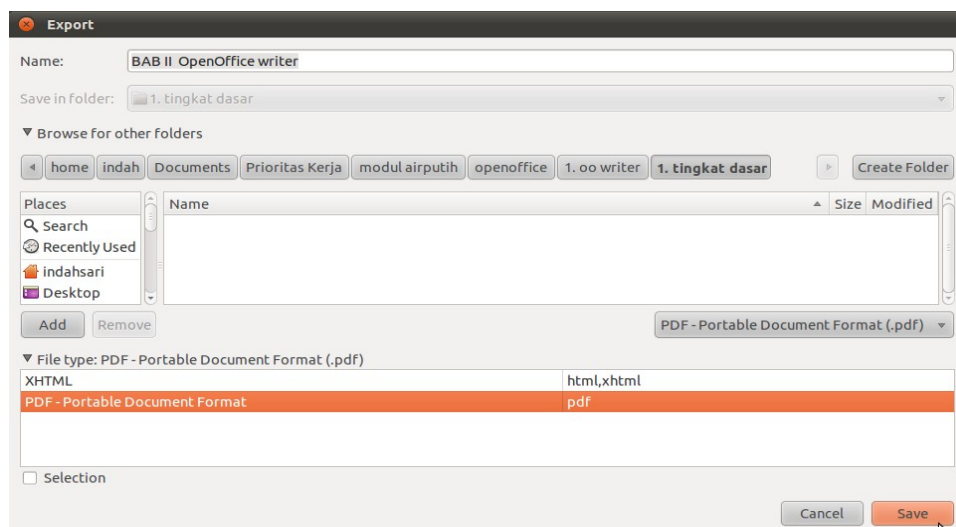 Export
Name: BAB II OpenOffice writer
Save in folder: 1. tingkat dasar
Browse for other folders
home indah Documents Prioritas Kerja modul airputih openoffice 1. oo writer 1. tingkat dasar Create Folder
Places Name Size Modified
Search
Recently Used
indahsari
Desktop
Add Remove PDF - Portable Document Format (.pdf)
File type: PDF - Portable Document Format (.pdf)
XHTML html,xhtml
PDF - Portable Document Format pdf
Selection
Cancel Save